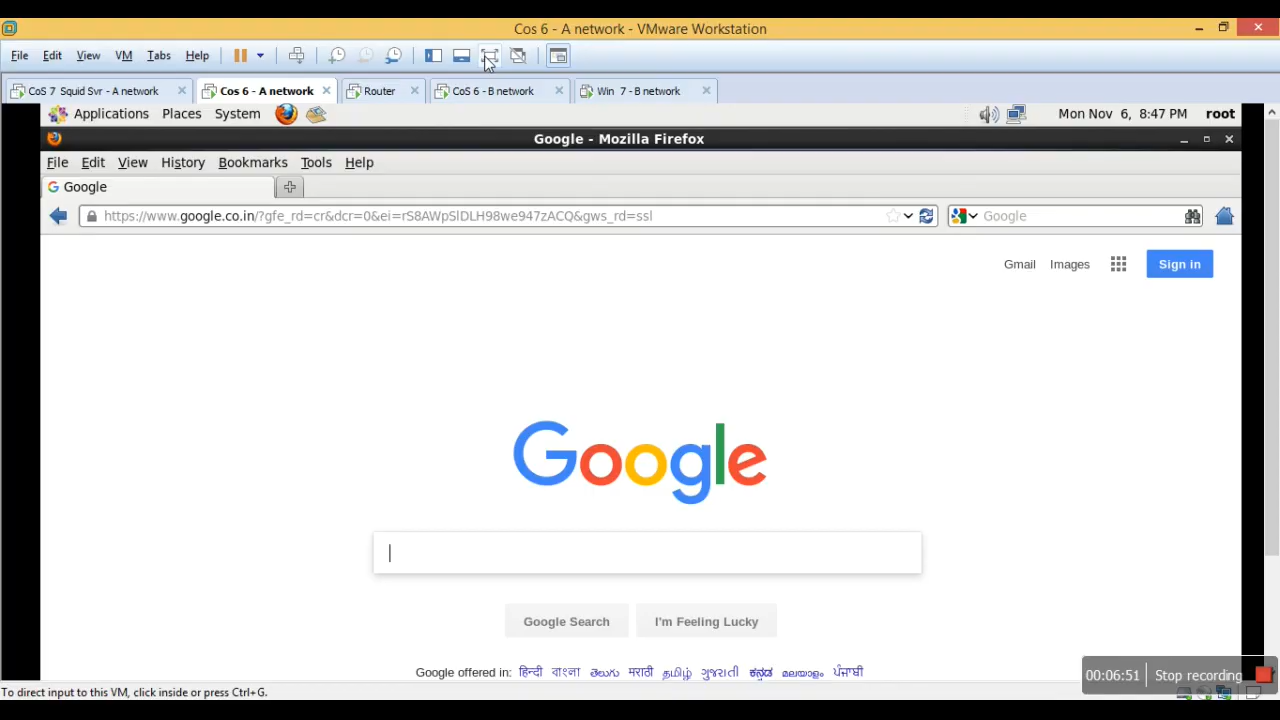 Cos 6 - A network - VMware Workstation
File Edit View VM Tabs Help
CoS 7 Squid Svr - A network Cos 6 - A network Router CoS 6 - B network Win 7 - B network
Applications Places System Mon Nov 6, 8:47 PM root
Google - Mozilla Firefox
File Edit View History Bookmarks Tools Help
Google
https://www.google.co.in/?gfe_rd=cr&dcr=0&ei=rS8AWpSlDLH98we947zACQ&gws_rd=ssl Google
Gmail Images Sign in
Google
Google Search I'm Feeling Lucky
Google offered in: हिन्दी বাংলা తెలుగు मराठी தமிழ் ગુજરાતી ಕನ್ನಡ മലയാളം ਪੰਜਾਬੀ
00:06:51 Stop recording
To direct input to this VM, click inside or press Ctrl+G.